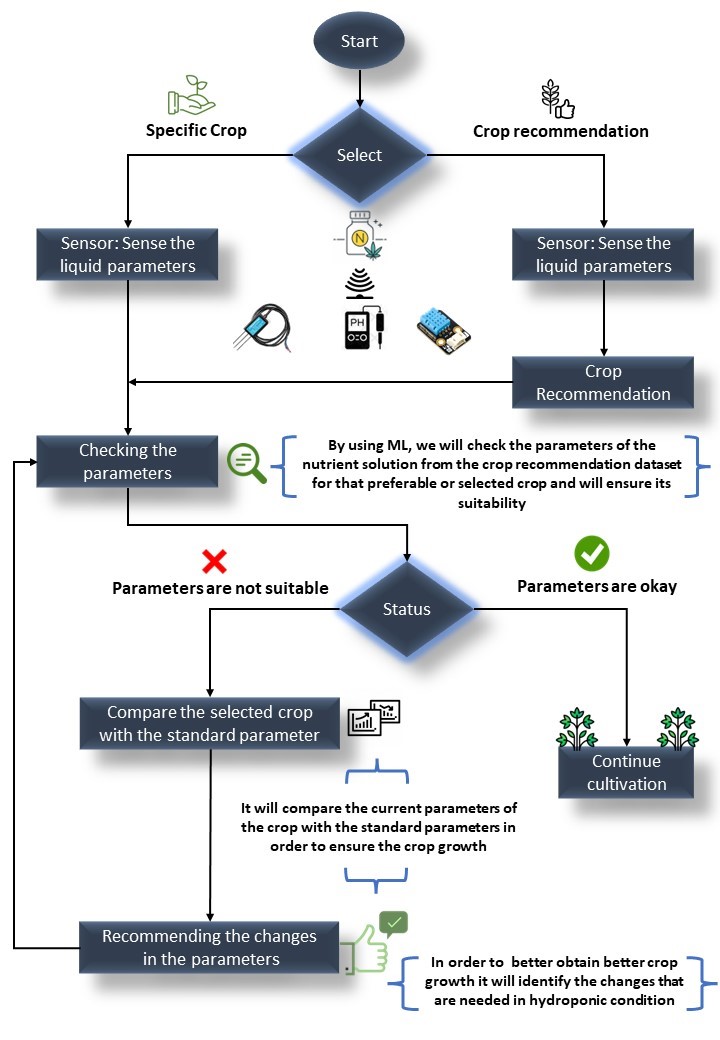 Start
Specific Crop
Crop recommendation
Select
Sensor: Sense the
liquid parameters
Sensor: Sense the
liquid parameters
N
PH
Crop
Recommendation
Checking the
parameters
By using ML, we will check the parameters of the
nutrient solution from the crop recommendation dataset
for that preferable or selected crop and will ensure its
suitability
Parameters are not suitable
Parameters are okay
Status
Compare the selected crop
with the standard parameter
Continue
cultivation
It will compare the current parameters of
the crop with the standard parameters in
order to ensure the crop growth
Recommending the changes
in the parameters
In order to  better obtain better crop
growth it will identify the changes that
are needed in hydroponic condition